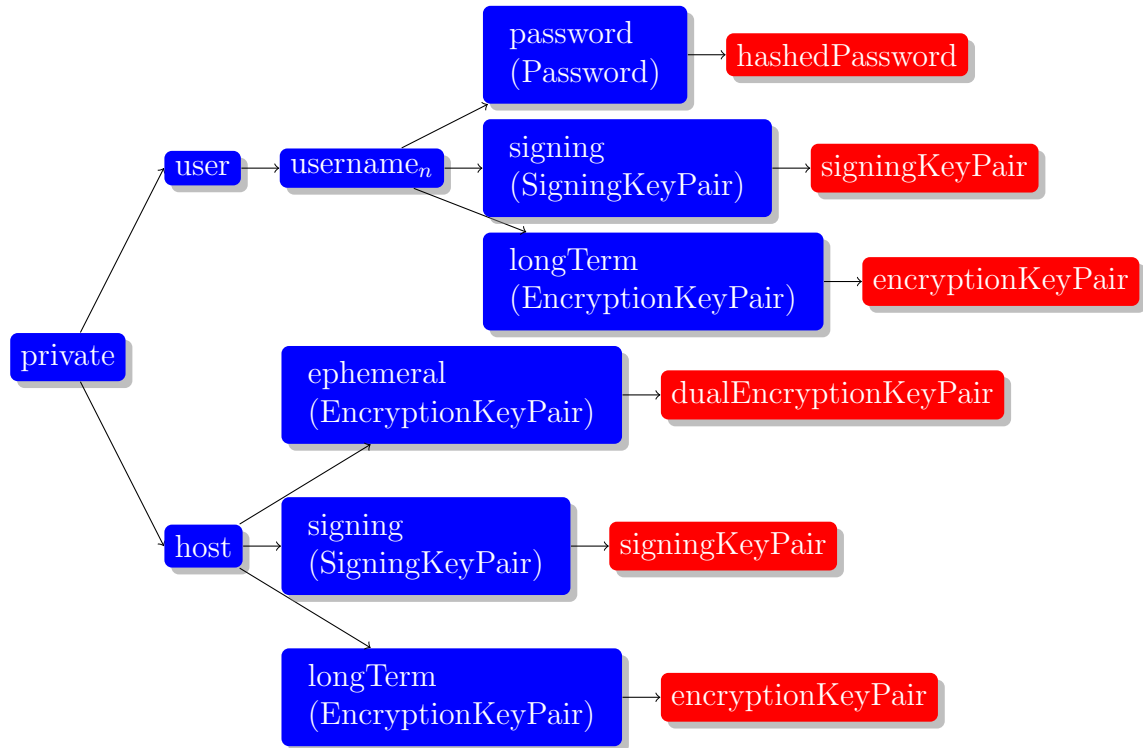 password
(Password)
hashedPassword
user
usernameₙ
signing
(SigningKeyPair)
signingKeyPair
longTerm
(EncryptionKeyPair)
encryptionKeyPair
private
ephemeral
(EncryptionKeyPair)
dualEncryptionKeyPair
host
signing
(SigningKeyPair)
signingKeyPair
longTerm
(EncryptionKeyPair)
encryptionKeyPair